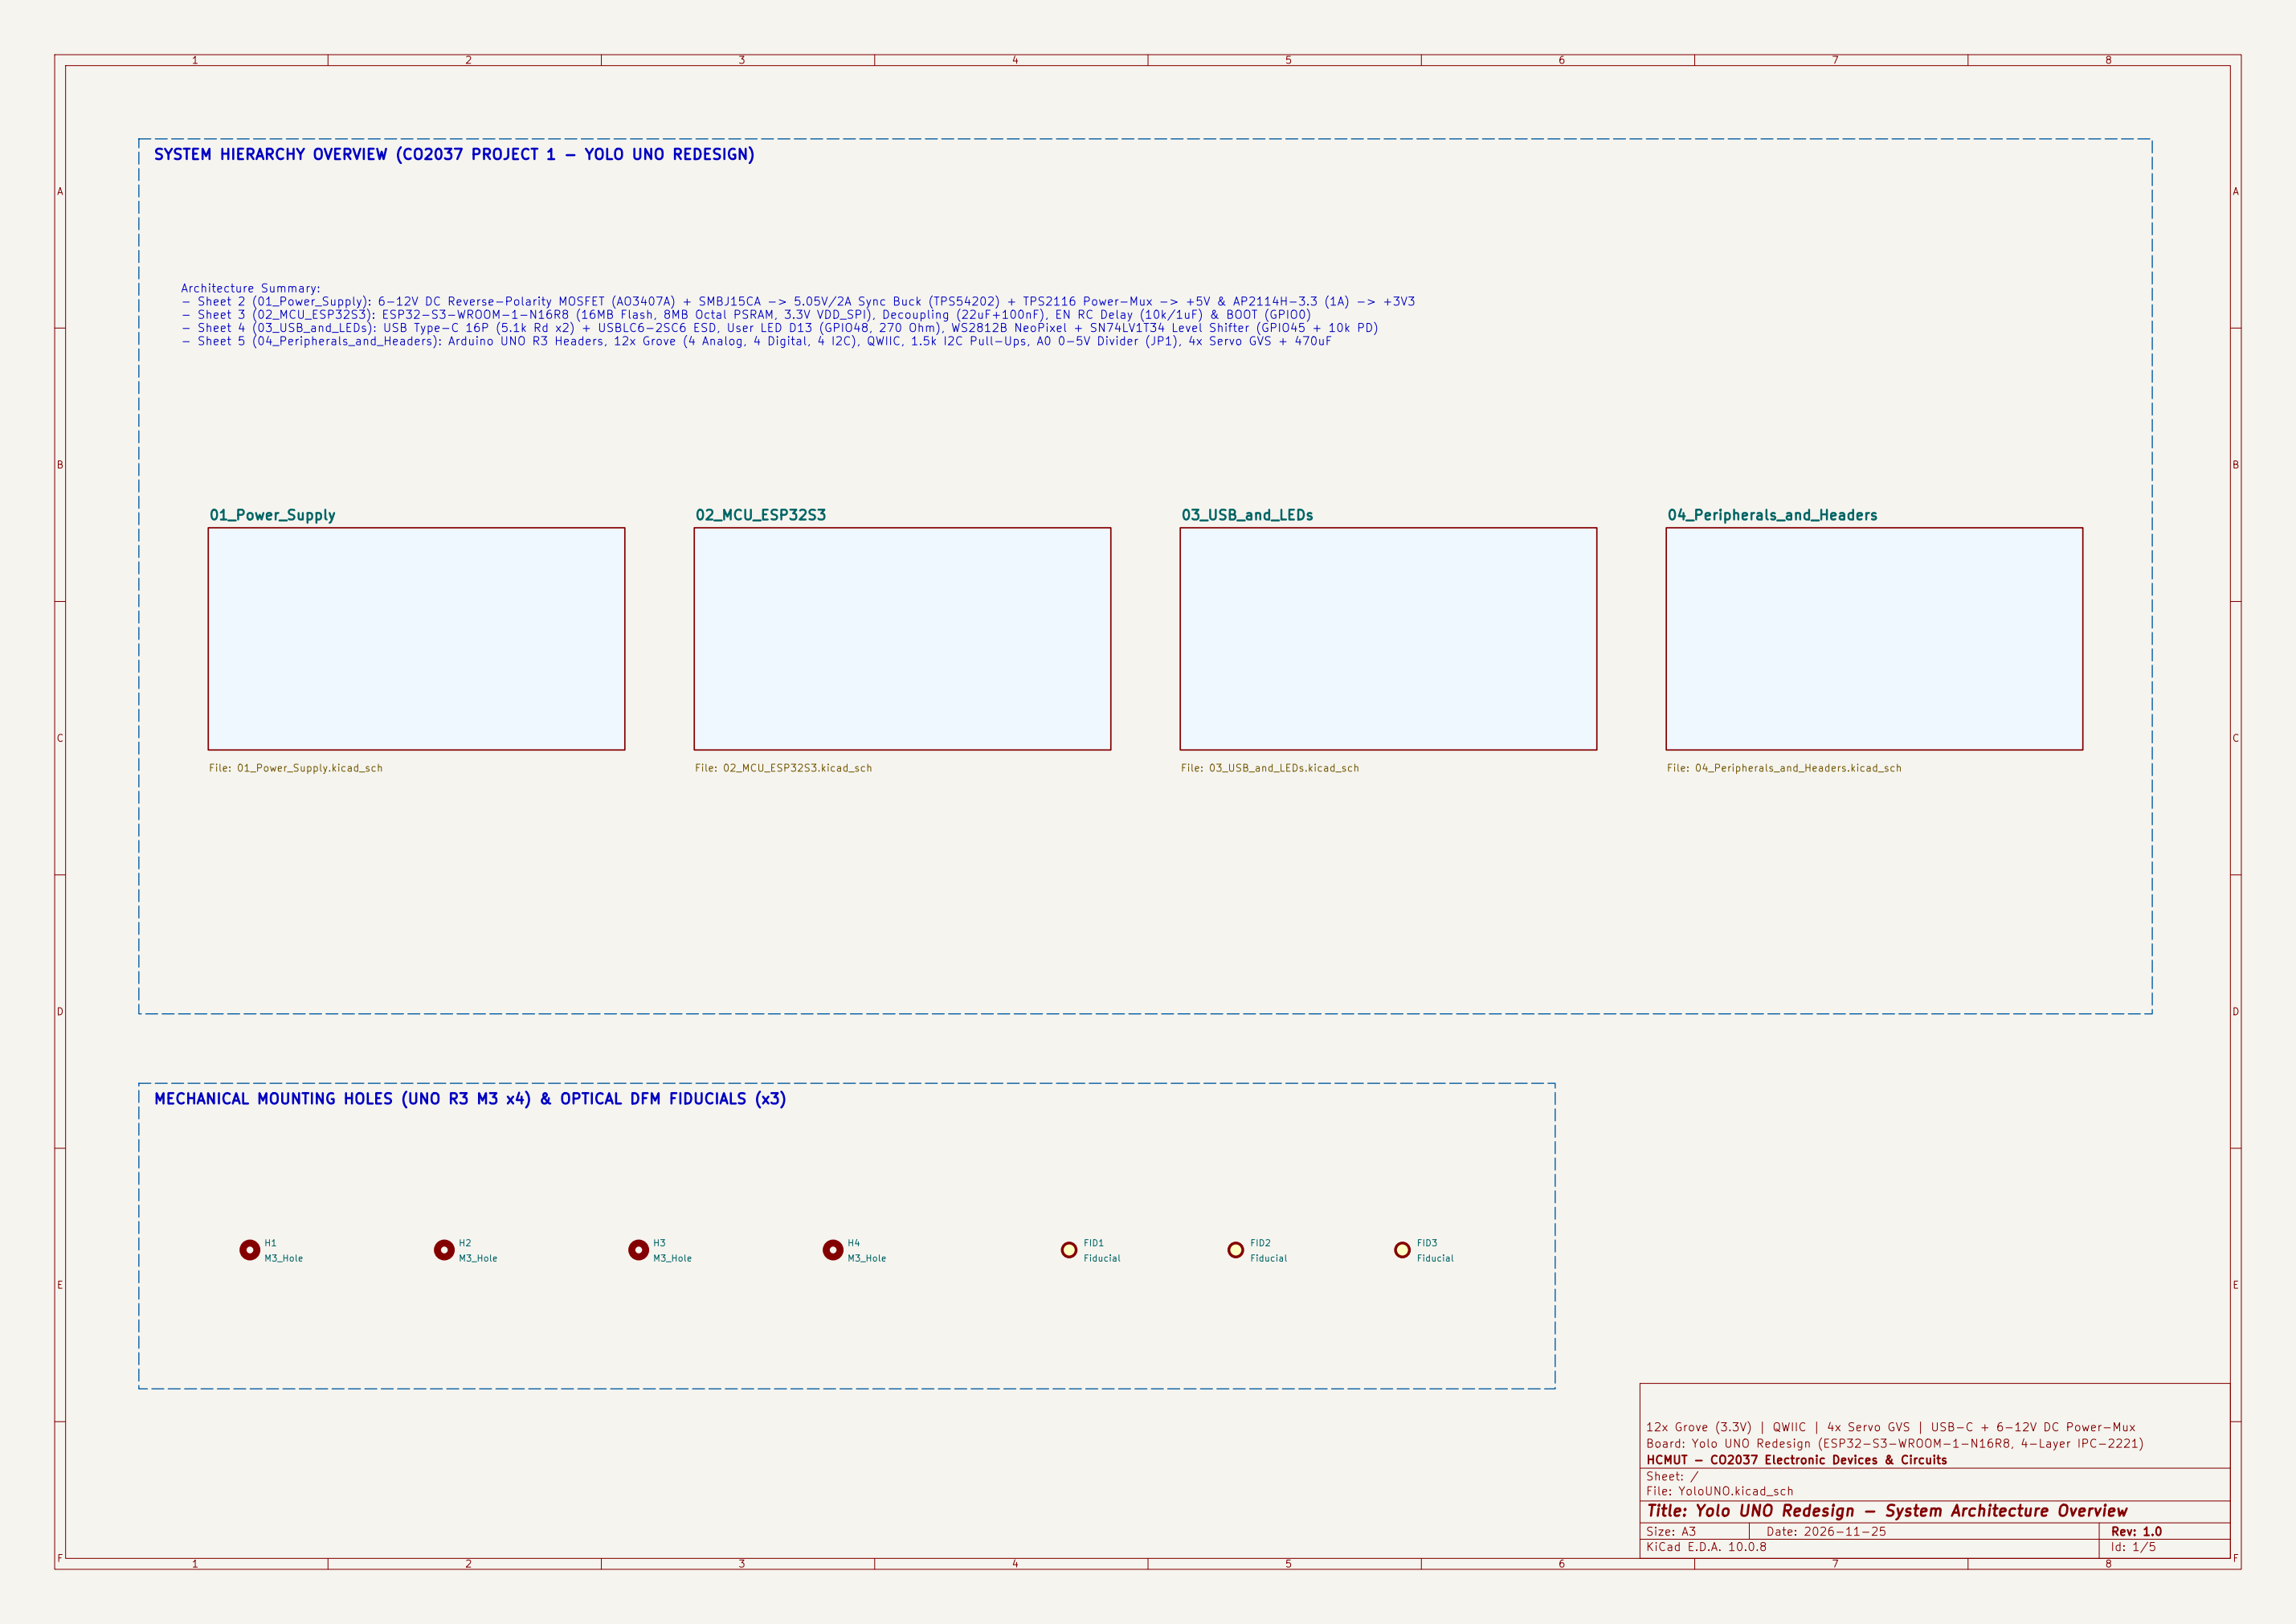 1 2 3 4 5 6 7 8
A A
B B
C C
D D
E E
F F
SYSTEM HIERARCHY OVERVIEW (CO2037 PROJECT 1 – YOLO UNO REDESIGN)
Architecture Summary:
– Sheet 2 (01_Power_Supply): 6–12V DC Reverse–Polarity MOSFET (AO3407A) + SMBJ15CA –> 5.05V/2A Sync Buck (TPS54202) + TPS2116 Power–Mux –> +5V & AP2114H–3.3 (1A) –> +3V3
– Sheet 3 (02_MCU_ESP32S3): ESP32–S3–WROOM–1–N16R8 (16MB Flash, 8MB Octal PSRAM, 3.3V VDD_SPI), Decoupling (22uF+100nF), EN RC Delay (10k/1uF) & BOOT (GPIO0)
– Sheet 4 (03_USB_and_LEDs): USB Type–C 16P (5.1k Rd x2) + USBLC6–2SC6 ESD, User LED D13 (GPIO48, 270 Ohm), WS2812B NeoPixel + SN74LV1T34 Level Shifter (GPIO45 + 10k PD)
– Sheet 5 (04_Peripherals_and_Headers): Arduino UNO R3 Headers, 12x Grove (4 Analog, 4 Digital, 4 I2C), QWIIC, 1.5k I2C Pull–Ups, A0 0–5V Divider (JP1), 4x Servo GVS + 470uF
01_Power_Supply
File: 01_Power_Supply.kicad_sch
02_MCU_ESP32S3
File: 02_MCU_ESP32S3.kicad_sch
03_USB_and_LEDs
File: 03_USB_and_LEDs.kicad_sch
04_Peripherals_and_Headers
File: 04_Peripherals_and_Headers.kicad_sch
MECHANICAL MOUNTING HOLES (UNO R3 M3 x4) & OPTICAL DFM FIDUCIALS (x3)
H1
M3_Hole
H2
M3_Hole
H3
M3_Hole
H4
M3_Hole
FID1
Fiducial
FID2
Fiducial
FID3
Fiducial
12x Grove (3.3V) | QWIIC | 4x Servo GVS | USB–C + 6–12V DC Power–Mux
Board: Yolo UNO Redesign (ESP32–S3–WROOM–1–N16R8, 4–Layer IPC–2221)
HCMUT – CO2037 Electronic Devices & Circuits
Sheet: /
File: YoloUNO.kicad_sch
Title: Yolo UNO Redesign – System Architecture Overview
Size: A3 Date: 2026–11–25 Rev: 1.0
KiCad E.D.A. 10.0.8 Id: 1/5
1 2 3 4 5 6 7 8